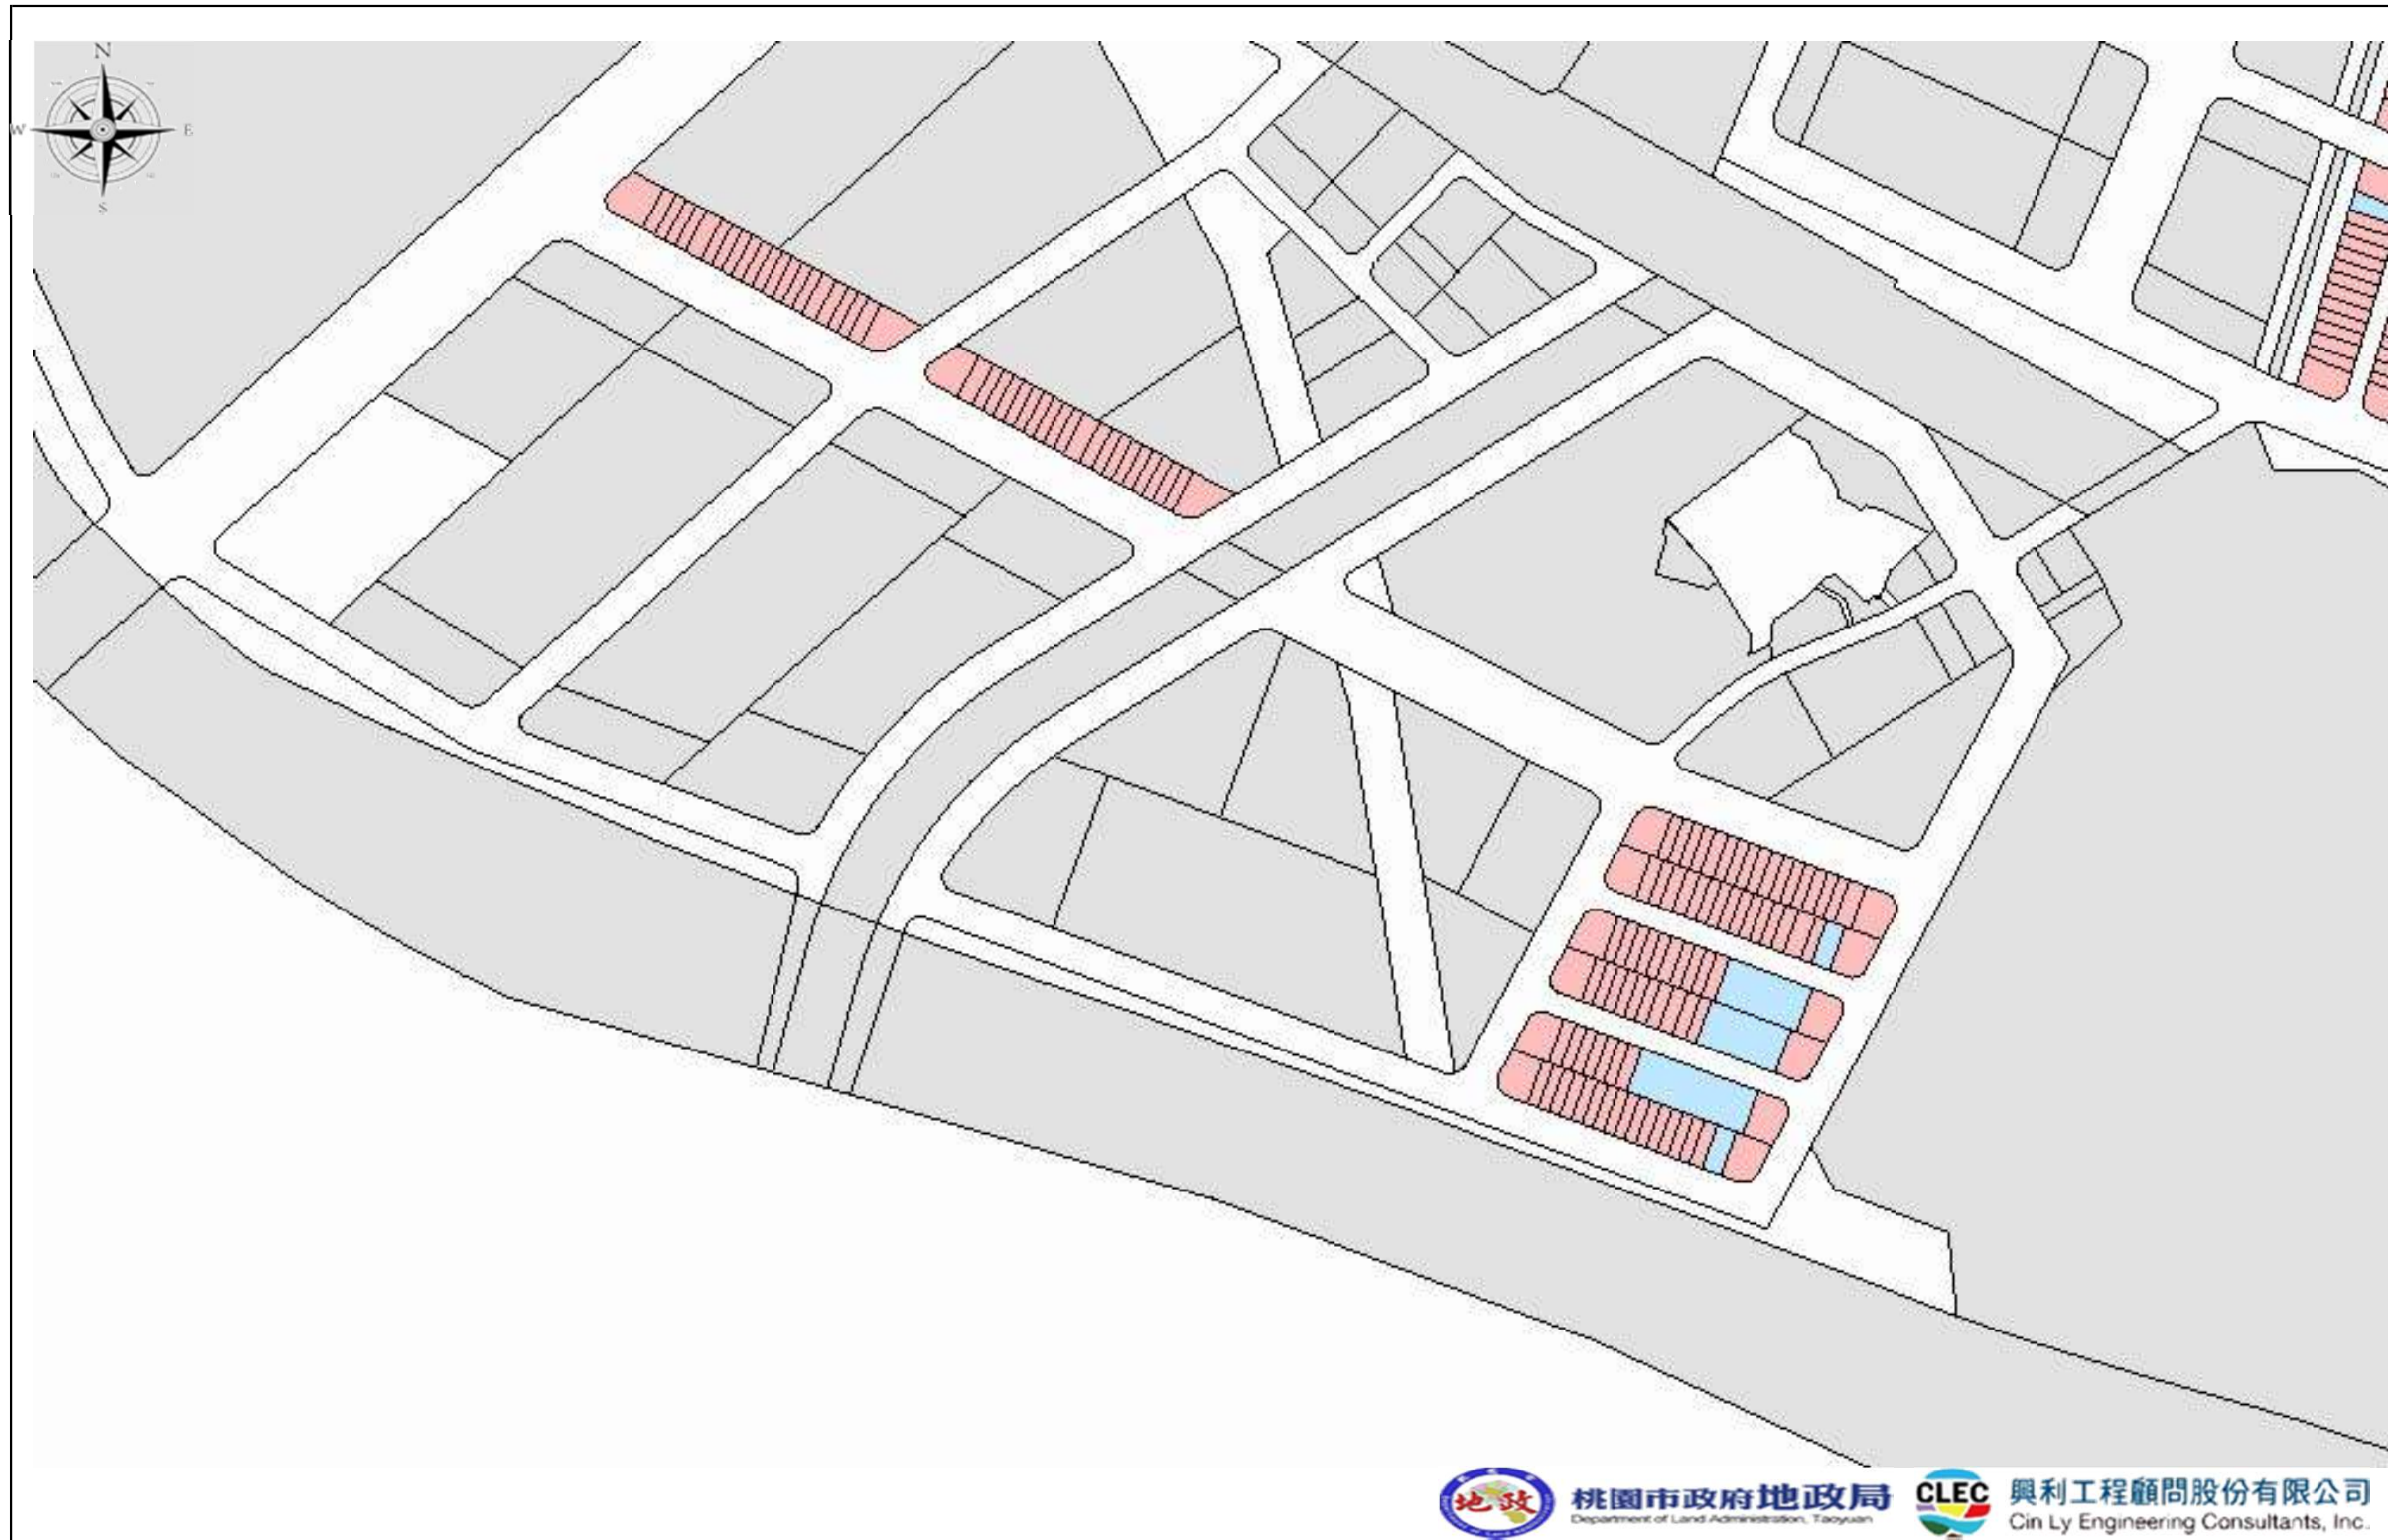 N
W E
S
地政
桃園市政府地政局
Department of Land Administration, Taoyuan
CLEC
興利工程顧問股份有限公司
Cin Ly Engineering Consultants, Inc.